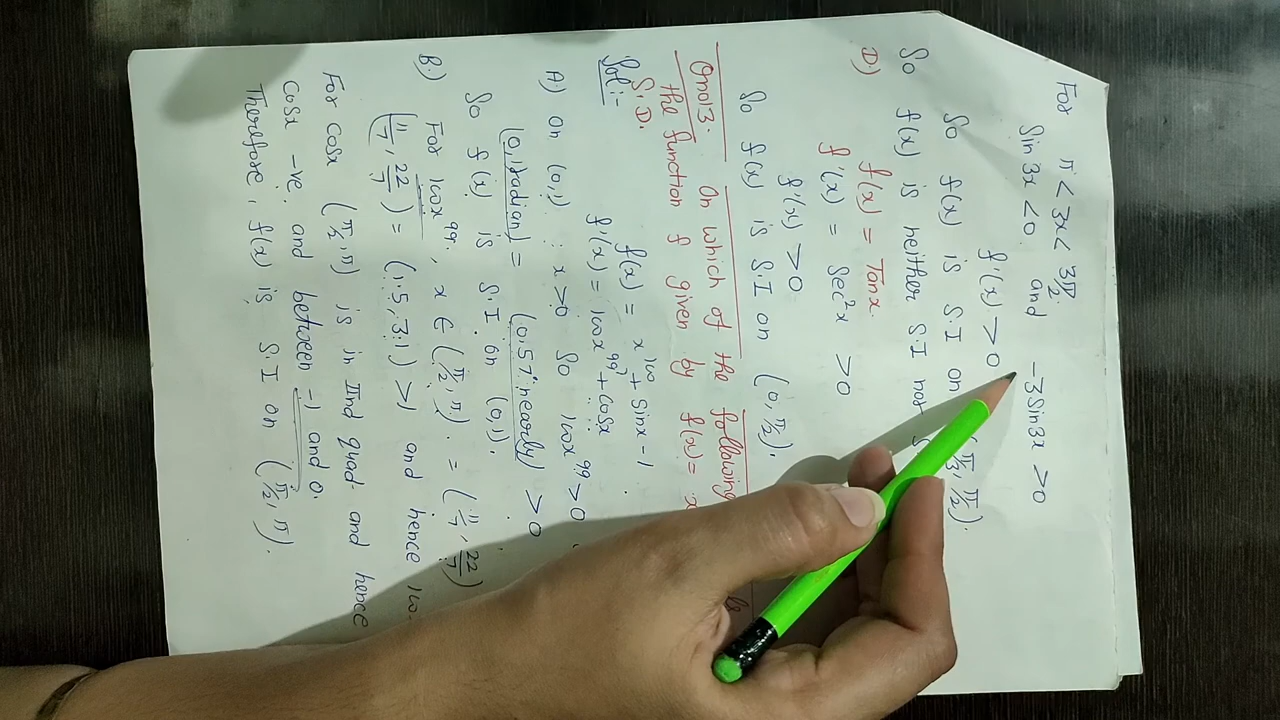 For π < 3x < 3π/2,
Sin 3x < 0 and -3Sin3x > 0
f'(x) > 0
So f(x) is S.I on (π/3, π/2).
So f(x) is neither S.I nor
D) f(x) = Tanx.
f'(x) = Sec²x > 0
f'(x) > 0
So f(x) is S.I on (0, π/2).
Qno13. On which of the following
the function f given by f(x) = x
S.D.
Sol:-
f(x) = x¹⁰⁰ + sinx - 1.
f'(x) = 100x⁹⁹ + cosx
A) on (0,1) : x>0 So 100x⁹⁹ > 0
(0,1 radian) = (0,57° nearly) > 0
So f(x) is S.I. on (0,1).
B.) For 100x⁹⁹, x ∈ (π/2, π). = (11/7, 22/7)
(11/7, 22/7) = (1.5, 3.1) > 1 and hence 100
For cosx (π/2, π) is in IInd quad. and hence
Cosx -ve. and between -1 and 0.
Therefore, f(x) is S.I on (π/2, π).